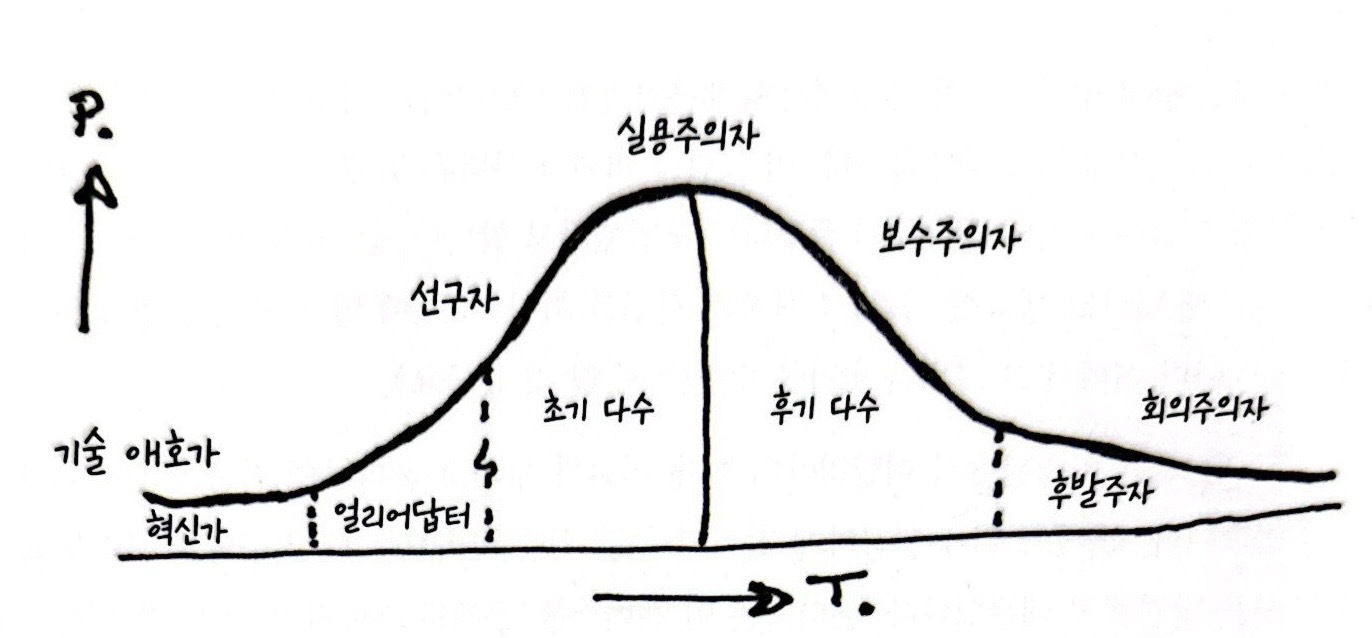 P.
실용주의자
보수주의자
선구자
초기 다수
후기 다수
회의주의자
기술 애호가
후발주자
얼리어답터
혁신가
T.